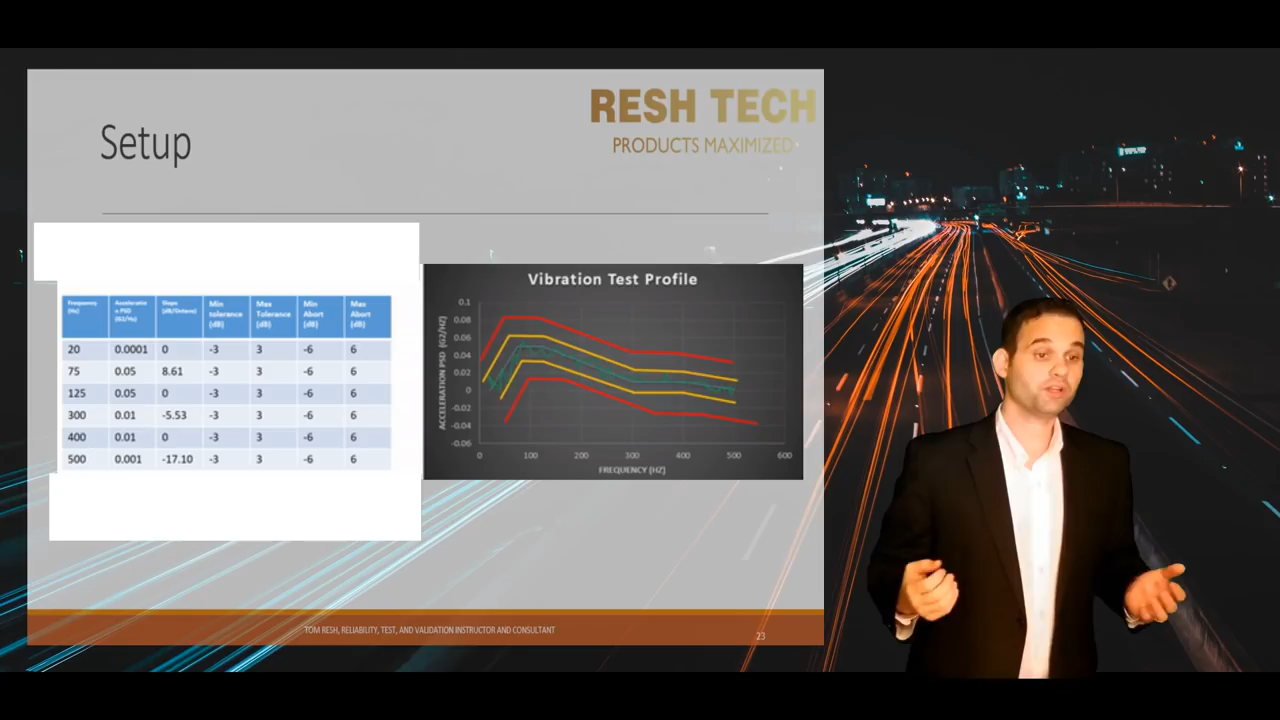 RESH TECH
PRODUCTS MAXIMIZED
Setup
Frequency (Hz) Acceleration PSD (G2/Hz) Slope (dB/Octave) Min tolerance (dB) Max Tolerance (dB) Min Abort (dB) Max Abort (dB)
20 0.0001 0 -3 3 -6 6
75 0.05 8.61 -3 3 -6 6
125 0.05 0 -3 3 -6 6
300 0.01 -5.53 -3 3 -6 6
400 0.01 0 -3 3 -6 6
500 0.001 -17.10 -3 3 -6 6
Vibration Test Profile
ACCELERATION PSD (G2/HZ)
0.1
0.08
0.06
0.04
0.02
0
-0.02
-0.04
-0.06
0 100 200 300 400 500 600
FREQUENCY (HZ)
TOM RESH, RELIABILITY, TEST, AND VALIDATION INSTRUCTOR AND CONSULTANT
23